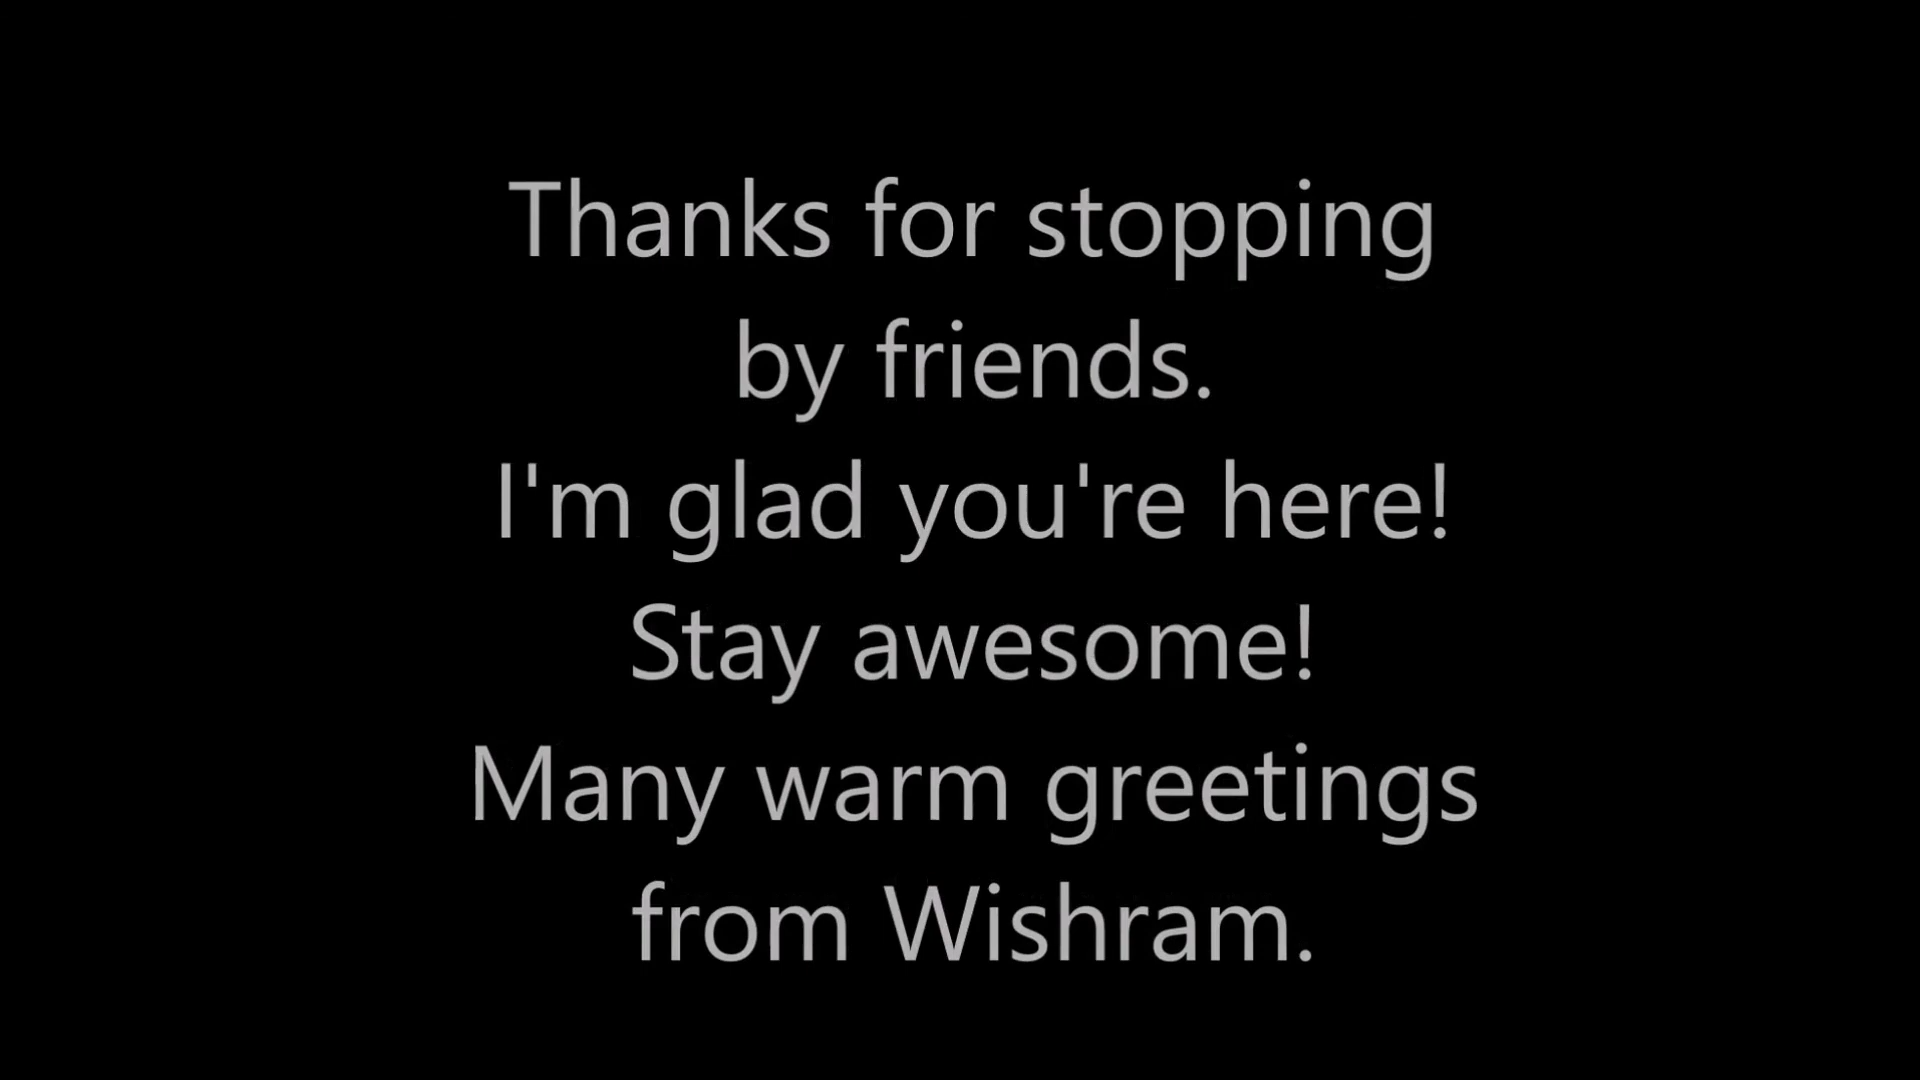 Thanks for stopping
by friends.
I'm glad you're here!
Stay awesome!
Many warm greetings
from Wishram.